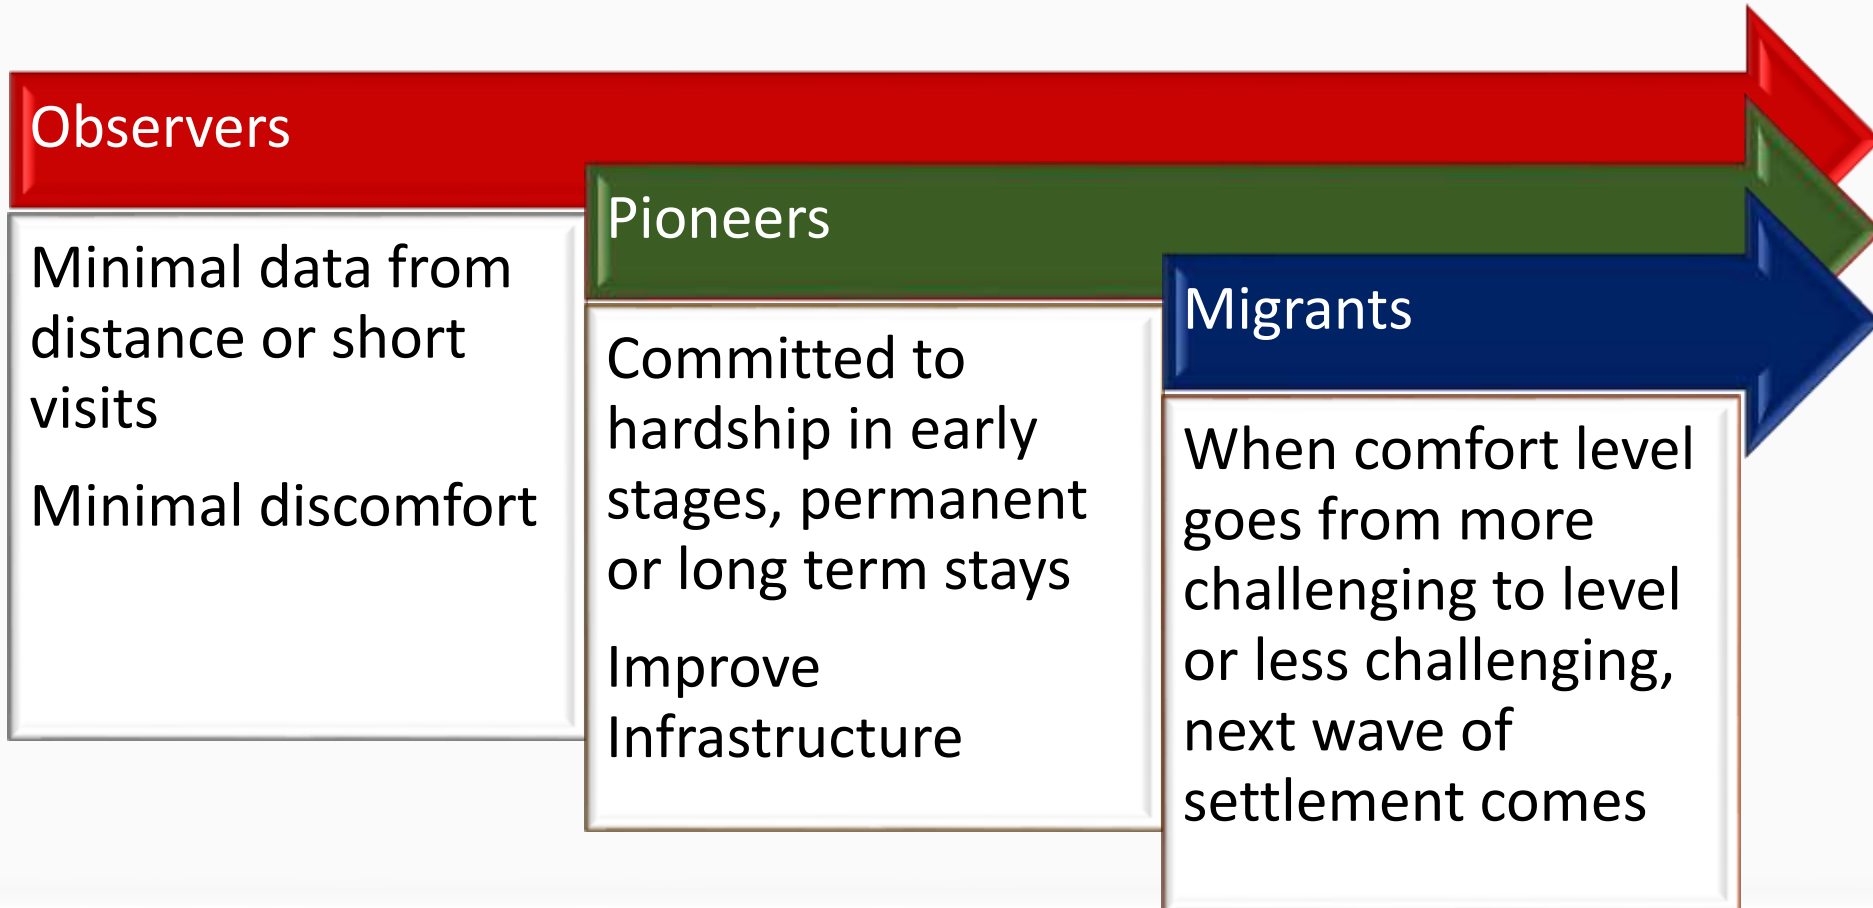 Observers
Minimal data from
distance or short
visits
Minimal discomfort
Pioneers
Committed to
hardship in early
stages, permanent
or long term stays
Improve
Infrastructure
Migrants
When comfort level
goes from more
challenging to level
or less challenging,
next wave of
settlement comes